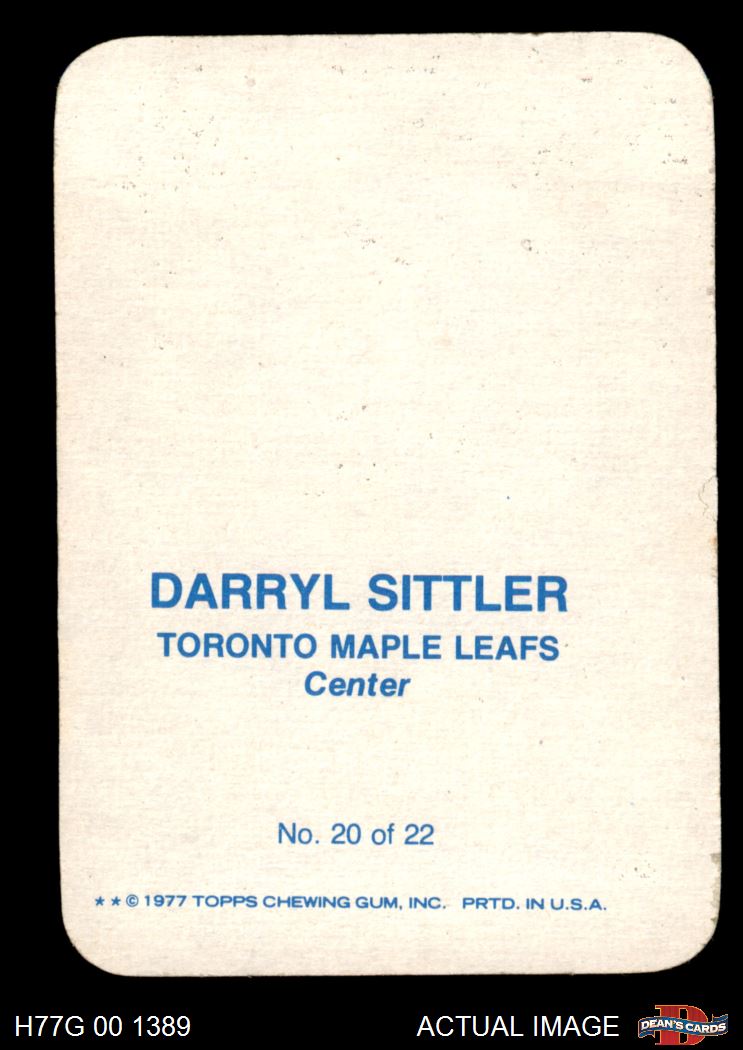 DARRYL SITTLER
TORONTO MAPLE LEAFS
Center
No. 20 of 22
★ ★ © 1977 TOPPS CHEWING GUM, INC. PRTD. IN U.S.A.
H77G 00 1389
ACTUAL IMAGE
D
DEAN'S CARDS